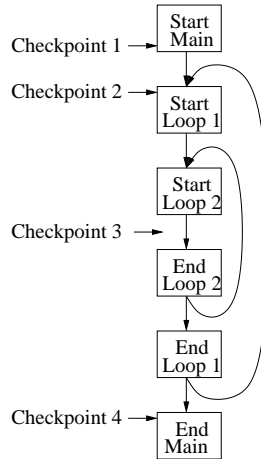 Start
Main
Checkpoint 1
Checkpoint 2
Start
Loop 1
Start
Loop 2
Checkpoint 3
End
Loop 2
End
Loop 1
Checkpoint 4
End
Main